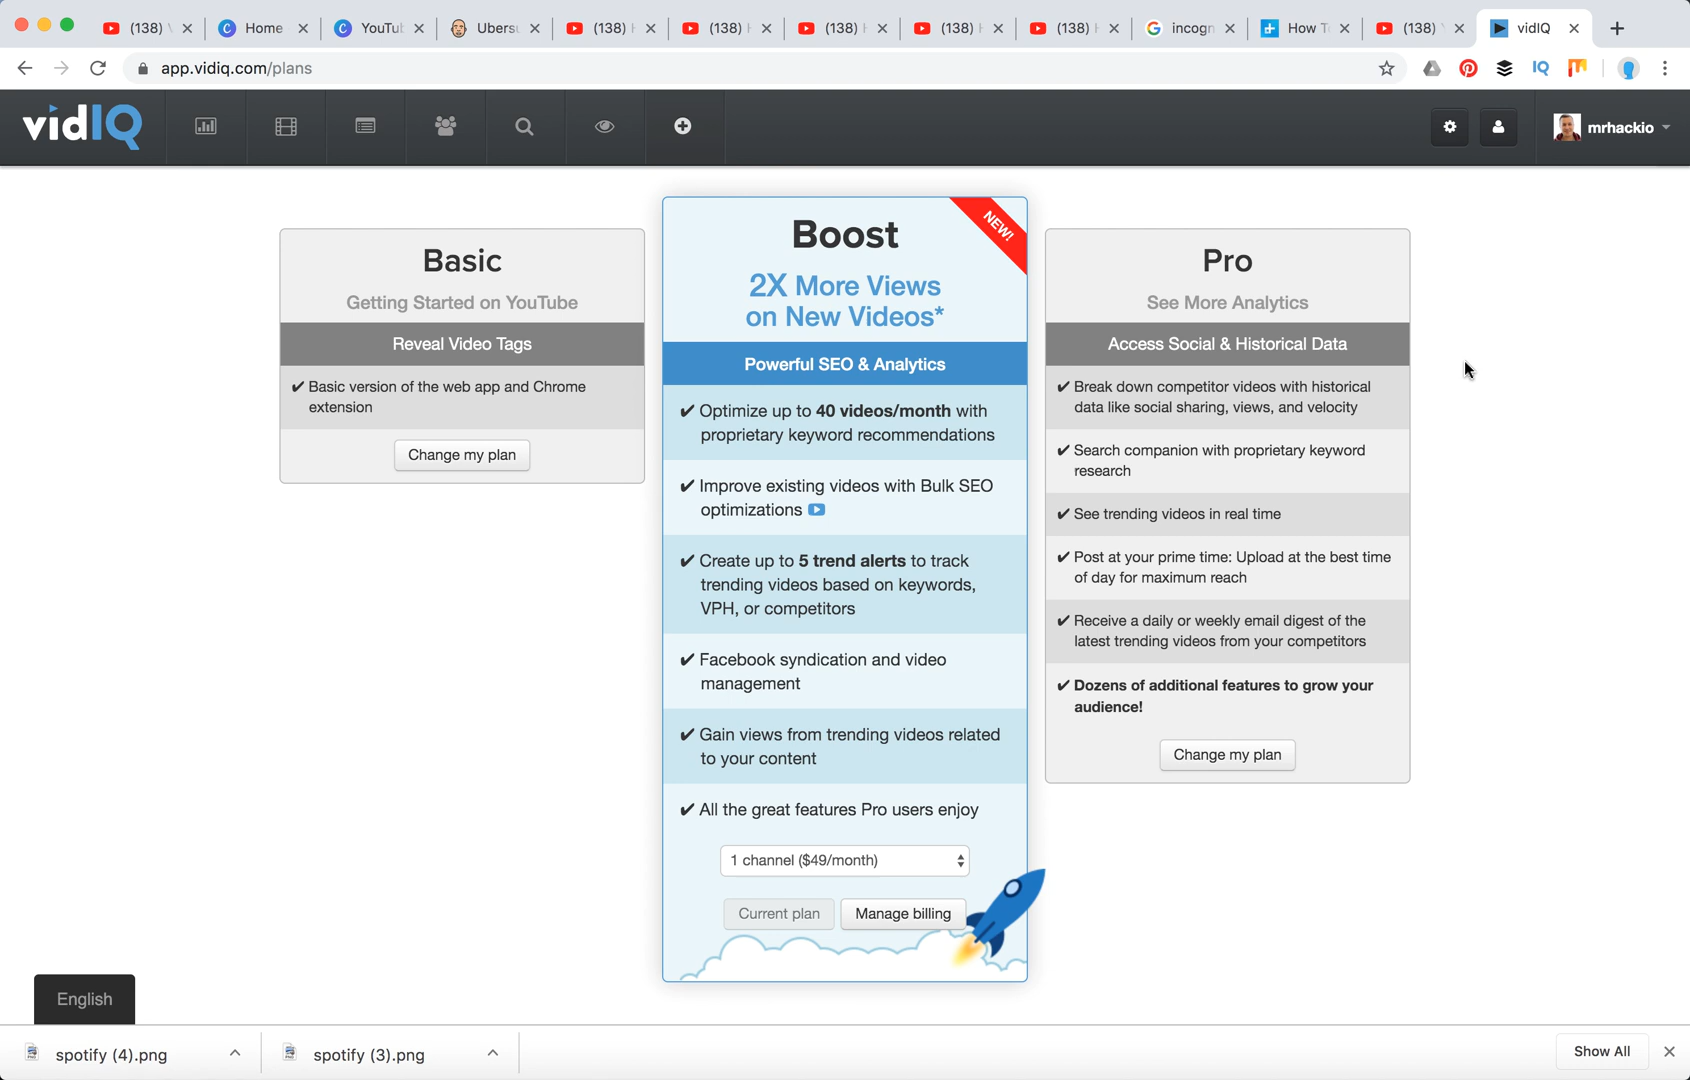 (138)
Home
YouTu
Ubersu
(138)
(138)
(138)
(138)
(138)
incogn
How T
(138)
vidIQ
app.vidiq.com/plans
IQ
vidIQ
mrhackio
Basic
Getting Started on YouTube
Reveal Video Tags
✔ Basic version of the web app and Chrome
extension
Change my plan
NEW!
Boost
2X More Views
on New Videos*
Powerful SEO & Analytics
✔ Optimize up to 40 videos/month with
proprietary keyword recommendations
✔ Improve existing videos with Bulk SEO
optimizations
✔ Create up to 5 trend alerts to track
trending videos based on keywords,
VPH, or competitors
✔ Facebook syndication and video
management
✔ Gain views from trending videos related
to your content
✔ All the great features Pro users enjoy
1 channel ($49/month)
Current plan
Manage billing
Pro
See More Analytics
Access Social & Historical Data
✔ Break down competitor videos with historical
data like social sharing, views, and velocity
✔ Search companion with proprietary keyword
research
✔ See trending videos in real time
✔ Post at your prime time: Upload at the best time
of day for maximum reach
✔ Receive a daily or weekly email digest of the
latest trending videos from your competitors
✔ Dozens of additional features to grow your
audience!
Change my plan
English
spotify (4).png
spotify (3).png
Show All